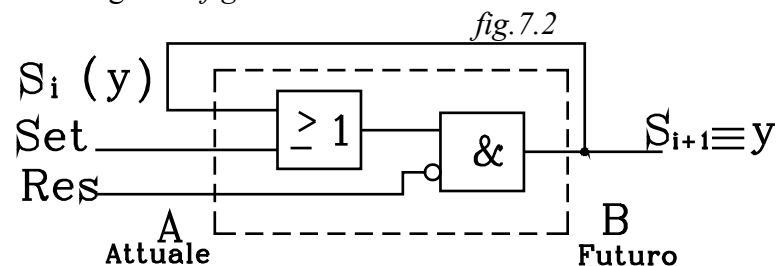 fig.7.2
Si (y)
Set
Res
≥ 1
&
Si+1≡y
A
Attuale
B
Futuro